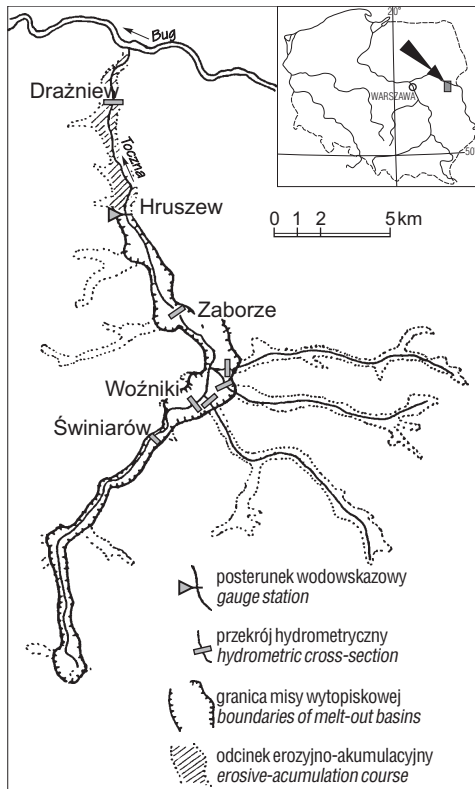 Bug
20°
Drażniew
WARSZAWA
Toczna
50°
Hruszew
0 1 2 5 km
Zaborze
Woźniki
Świniarów
posterunek wodowskazowy
gauge station
przekrój hydrometryczny
hydrometric cross-section
granica misy wytopiskowej
boundaries of melt-out basins
odcinek erozyjno-akumulacyjny
erosive-acumulation course